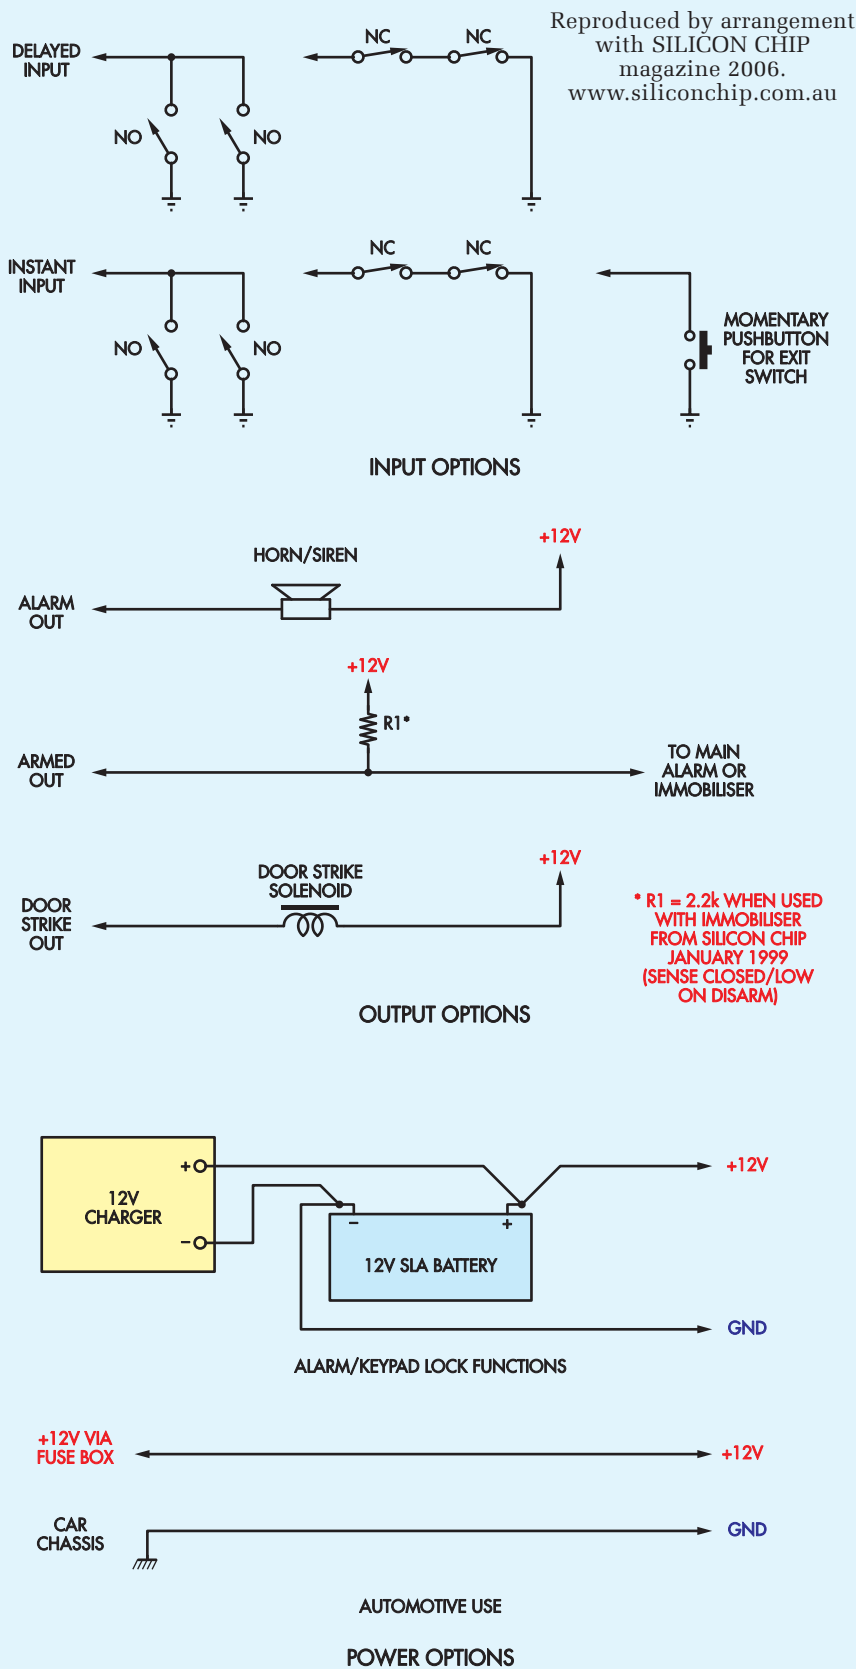 Reproduced by arrangement
with SILICON CHIP
magazine 2006.
www.siliconchip.com.au
DELAYED
INPUT
NC
NC
NO
NO
INSTANT
INPUT
NC
NC
NO
NO
MOMENTARY
PUSHBUTTON
FOR EXIT
SWITCH
INPUT OPTIONS
+12V
HORN/SIREN
ALARM
OUT
+12V
R1*
ARMED
OUT
TO MAIN
ALARM OR
IMMOBILISER
+12V
DOOR STRIKE
SOLENOID
DOOR
STRIKE
OUT
* R1 = 2.2k WHEN USED
WITH IMMOBILISER
FROM SILICON CHIP
JANUARY 1999
(SENSE CLOSED/LOW
ON DISARM)
OUTPUT OPTIONS
+
12V
CHARGER
–
+12V
–
+
12V SLA BATTERY
GND
ALARM/KEYPAD LOCK FUNCTIONS
+12V VIA
FUSE BOX
+12V
CAR
CHASSIS
GND
AUTOMOTIVE USE
POWER OPTIONS